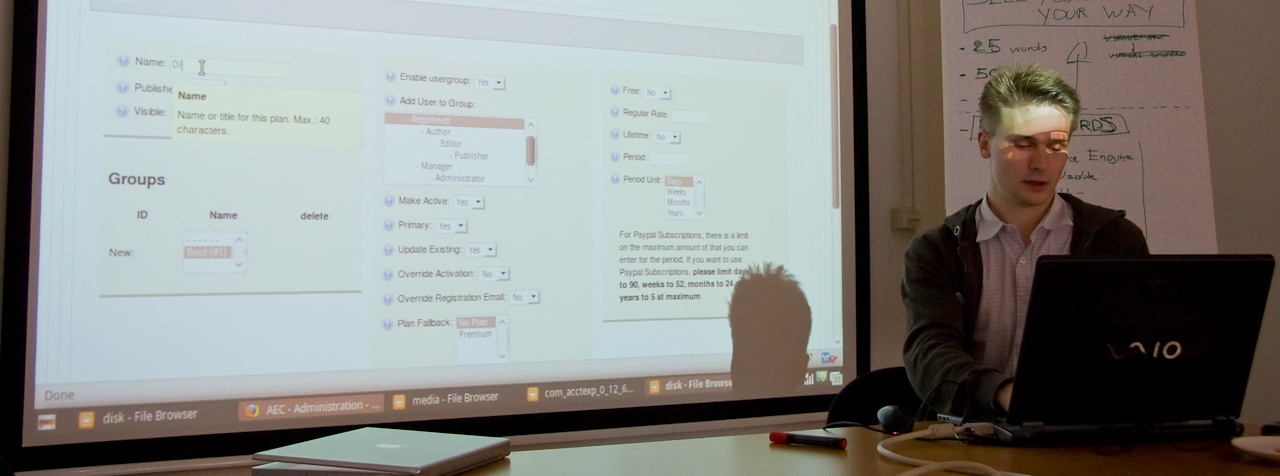 Name: Di
Publishe
Visible:
Name
Name or title for this plan. Max.: 40
characters.
Groups
ID Name delete
New:
------
Root (#1)
Enable usergroup: Yes
Add User to Group:
- - Registered
- Author
- Editor
- Publisher
- Manager
- Administrator
Make Active: Yes
Primary: Yes
Update Existing: Yes
Override Activation: No
Override Registration Email: No
Plan Fallback: No Plan
Premium
Free: No
Regular Rate:
Lifetime: No
Period:
Period Unit: Days
Weeks
Months
Years
For Paypal Subscriptions, there is a limit
on the maximum amount of that you can
enter for the period. If you want to use
Paypal Subscriptions, please limit day
to 90, weeks to 52, months to 24
years to 5 at maximum.
Done
disk - File Browser
AEC - Administration - ...
media - File Browser
com_acctexp_0_12_6...
disk - File Browse
YOUR WAY
- 25 words
Engine
VAIO